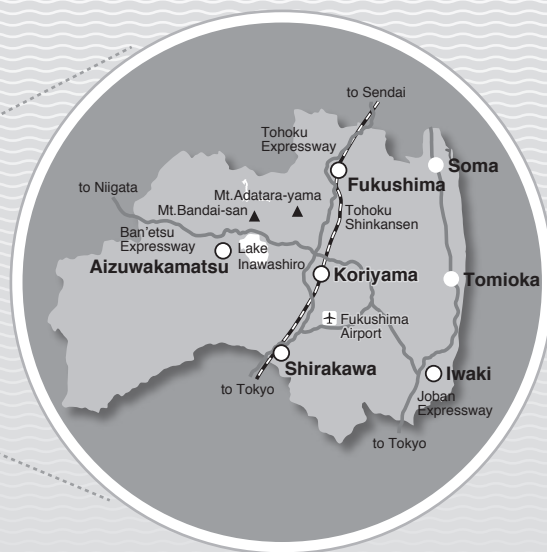 to Sendai
Tohoku
Expressway
Soma
Fukushima
to Niigata
Mt.Adatara-yama
Mt.Bandai-san
Tohoku
Shinkansen
Ban'etsu
Expressway
Lake
Inawashiro
Aizuwakamatsu
Koriyama
Tomioka
Fukushima
Airport
Shirakawa
Iwaki
to Tokyo
Joban
Expressway
to Tokyo